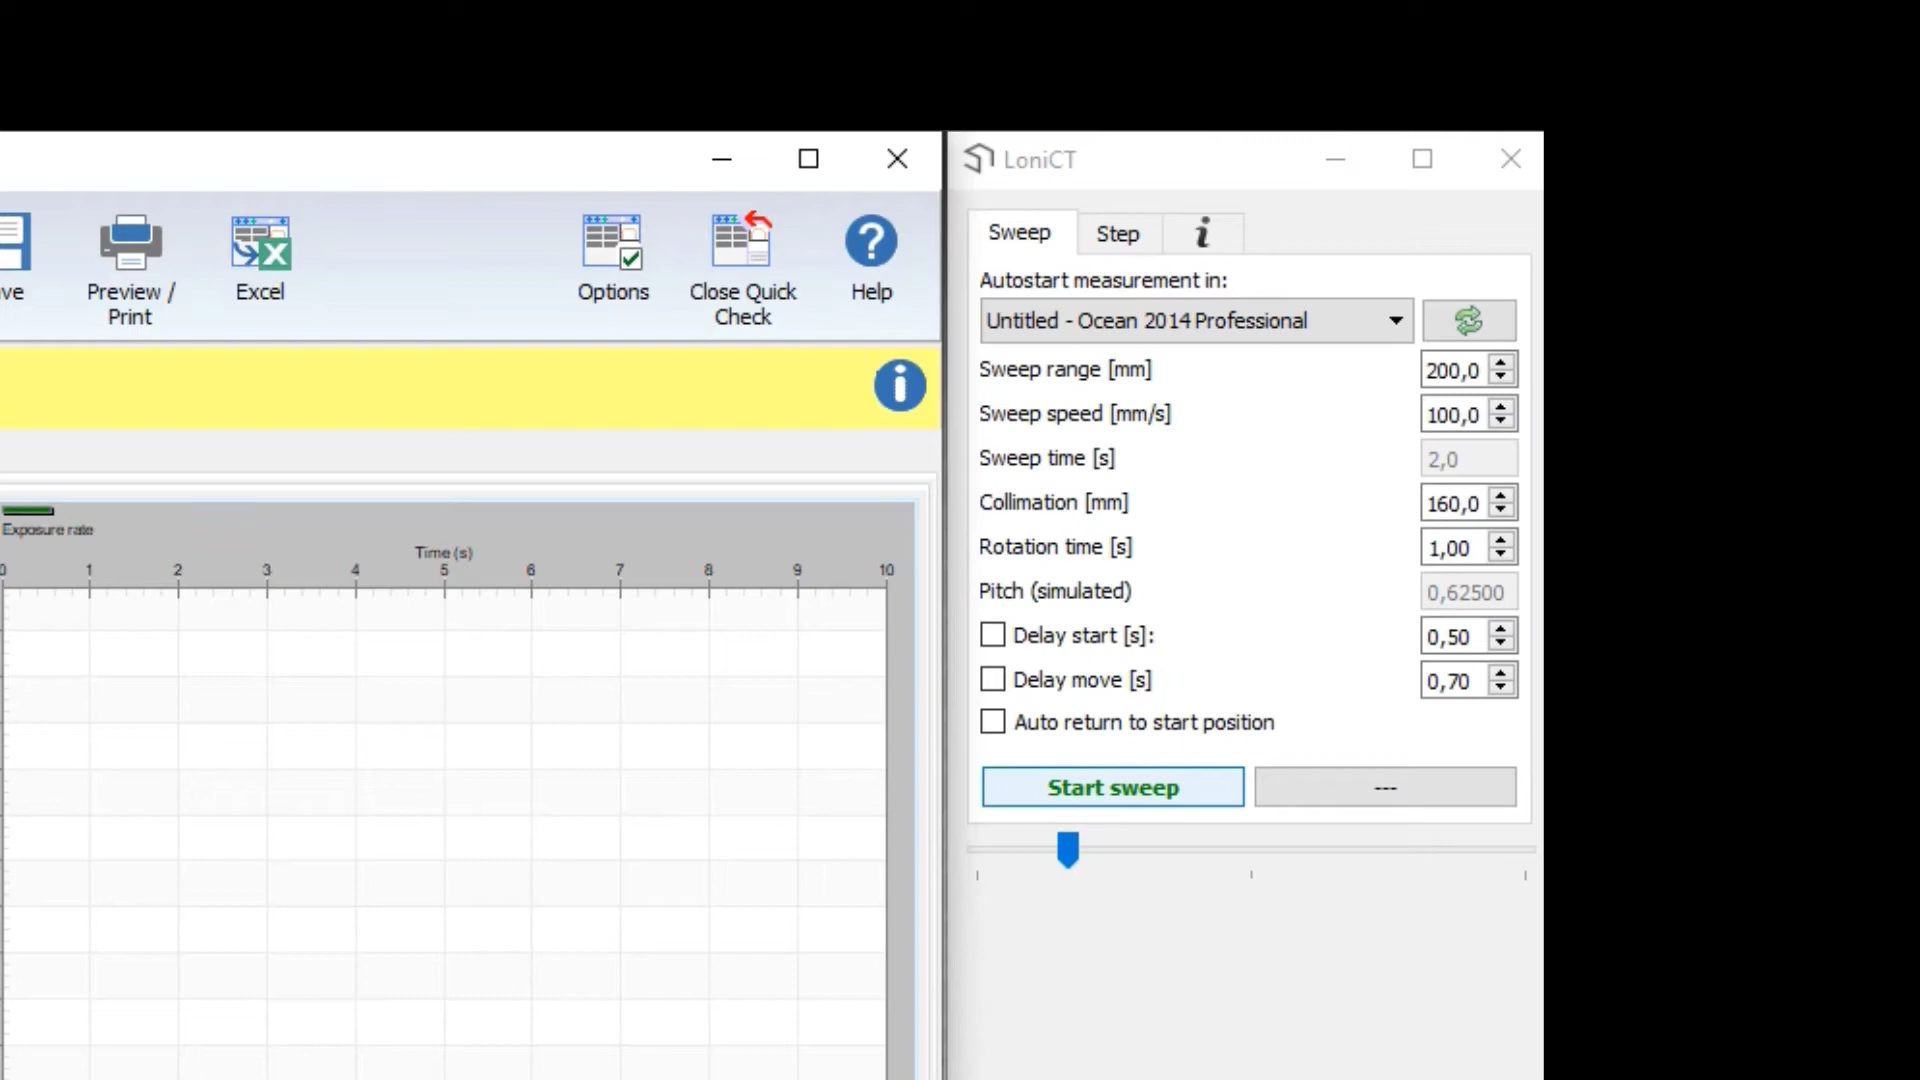 LoniCT
ve
Preview /
Print
Excel
Options
Close Quick
Check
Help
Exposure rate
Time (s)
0 1 2 3 4 5 6 7 8 9 10
Sweep
Step
Autostart measurement in:
Untitled - Ocean 2014 Professional
Sweep range [mm] 200,0
Sweep speed [mm/s] 100,0
Sweep time [s] 2,0
Collimation [mm] 160,0
Rotation time [s] 1,00
Pitch (simulated) 0,62500
Delay start [s]: 0,50
Delay move [s] 0,70
Auto return to start position
Start sweep
---